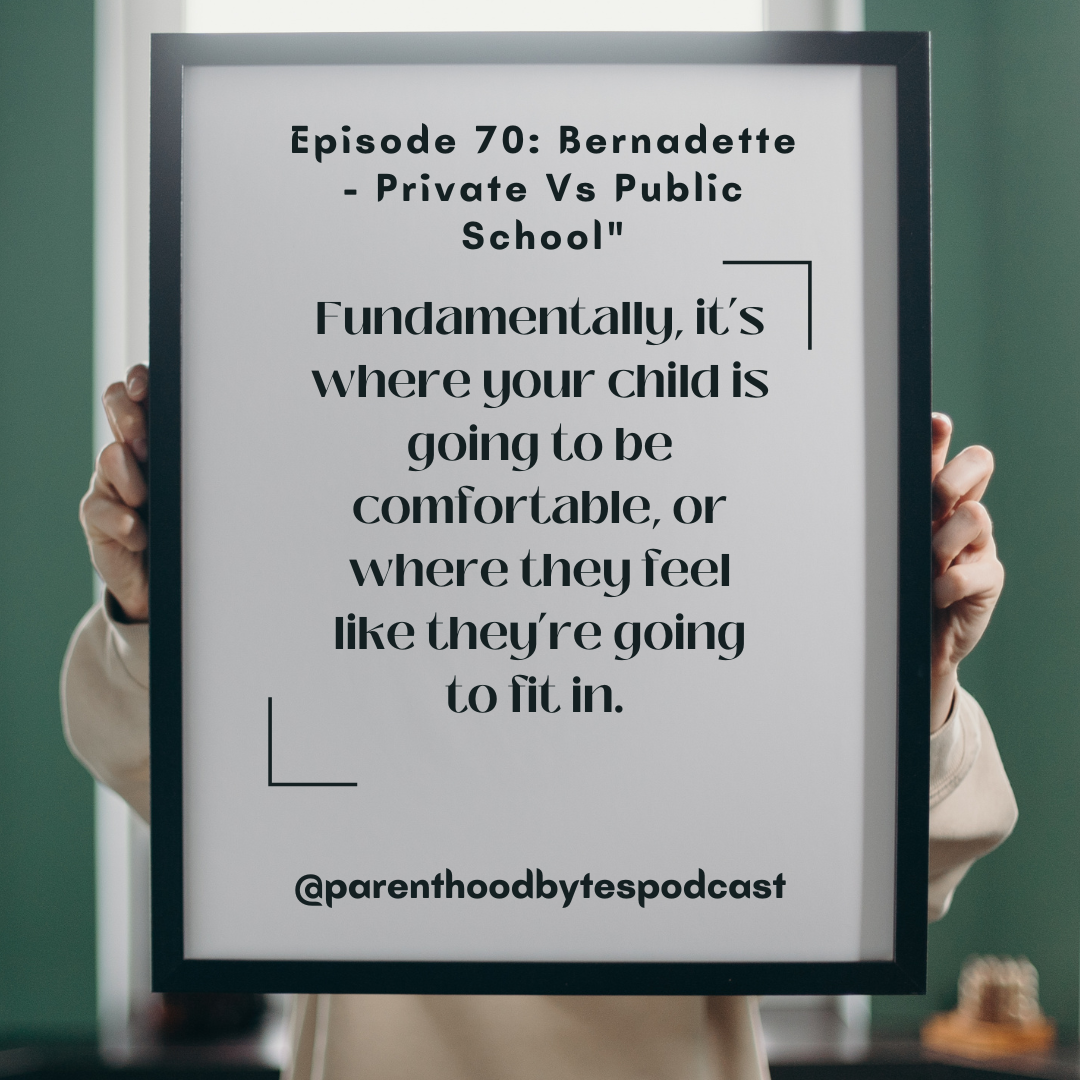 Episode 70: Bernadette
- Private Vs Public
School"
Fundamentally, it's
where your child is
going to be
comfortable, or
where they feel
like they're going
to fit in.
@parenthoodbytespodcast